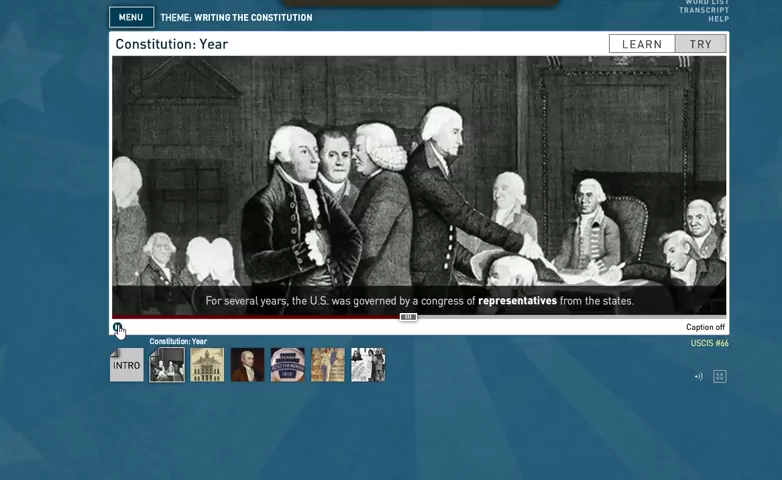 WORD LIST
MENU THEME: WRITING THE CONSTITUTION
TRANSCRIPT
HELP
Constitution: Year
LEARN TRY
For several years, the U.S. was governed by a congress of representatives from the states.
Caption off
Constitution: Year
USCIS #66
INTRO